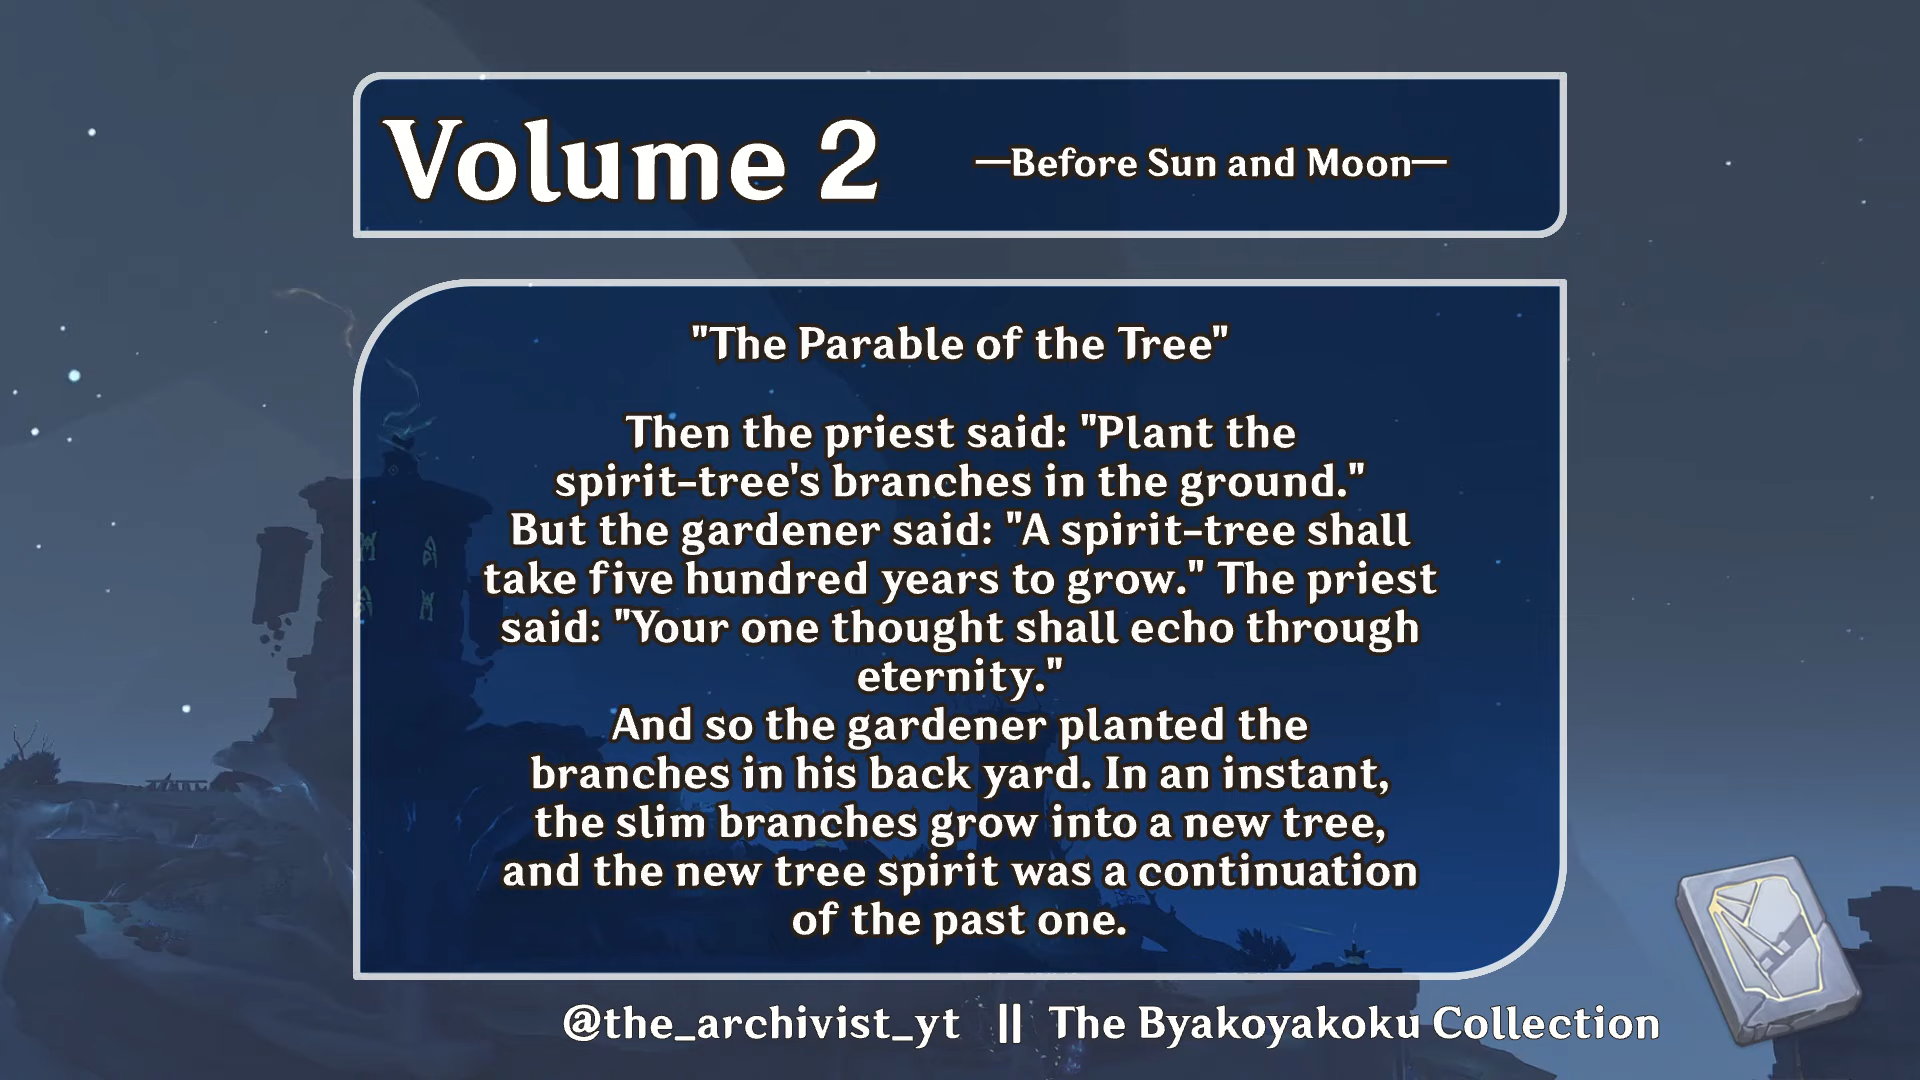 Volume 2
—Before Sun and Moon—
"The Parable of the Tree"
Then the priest said: "Plant the
spirit-tree's branches in the ground."
But the gardener said: "A spirit-tree shall
take five hundred years to grow." The priest
said: "Your one thought shall echo through
eternity."
And so the gardener planted the
branches in his back yard. In an instant,
the slim branches grow into a new tree,
and the new tree spirit was a continuation
of the past one.
@the_archivist_yt || The Byakoyakoku Collection